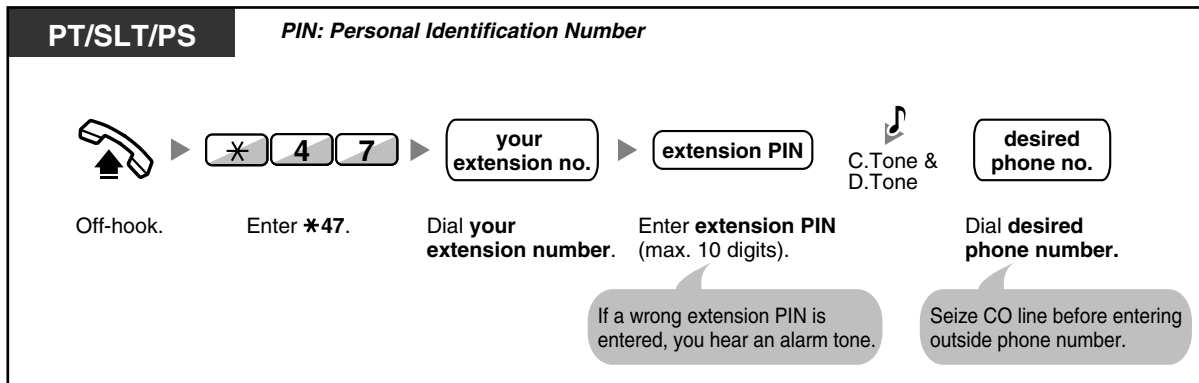 PT/SLT/PS
PIN: Personal Identification Number
* 4 7
your
extension no.
extension PIN
C.Tone &
D.Tone
desired
phone no.
Off-hook.
Enter *47.
Dial your
extension number.
Enter extension PIN
(max. 10 digits).
Dial desired
phone number.
If a wrong extension PIN is
entered, you hear an alarm tone.
Seize CO line before entering
outside phone number.